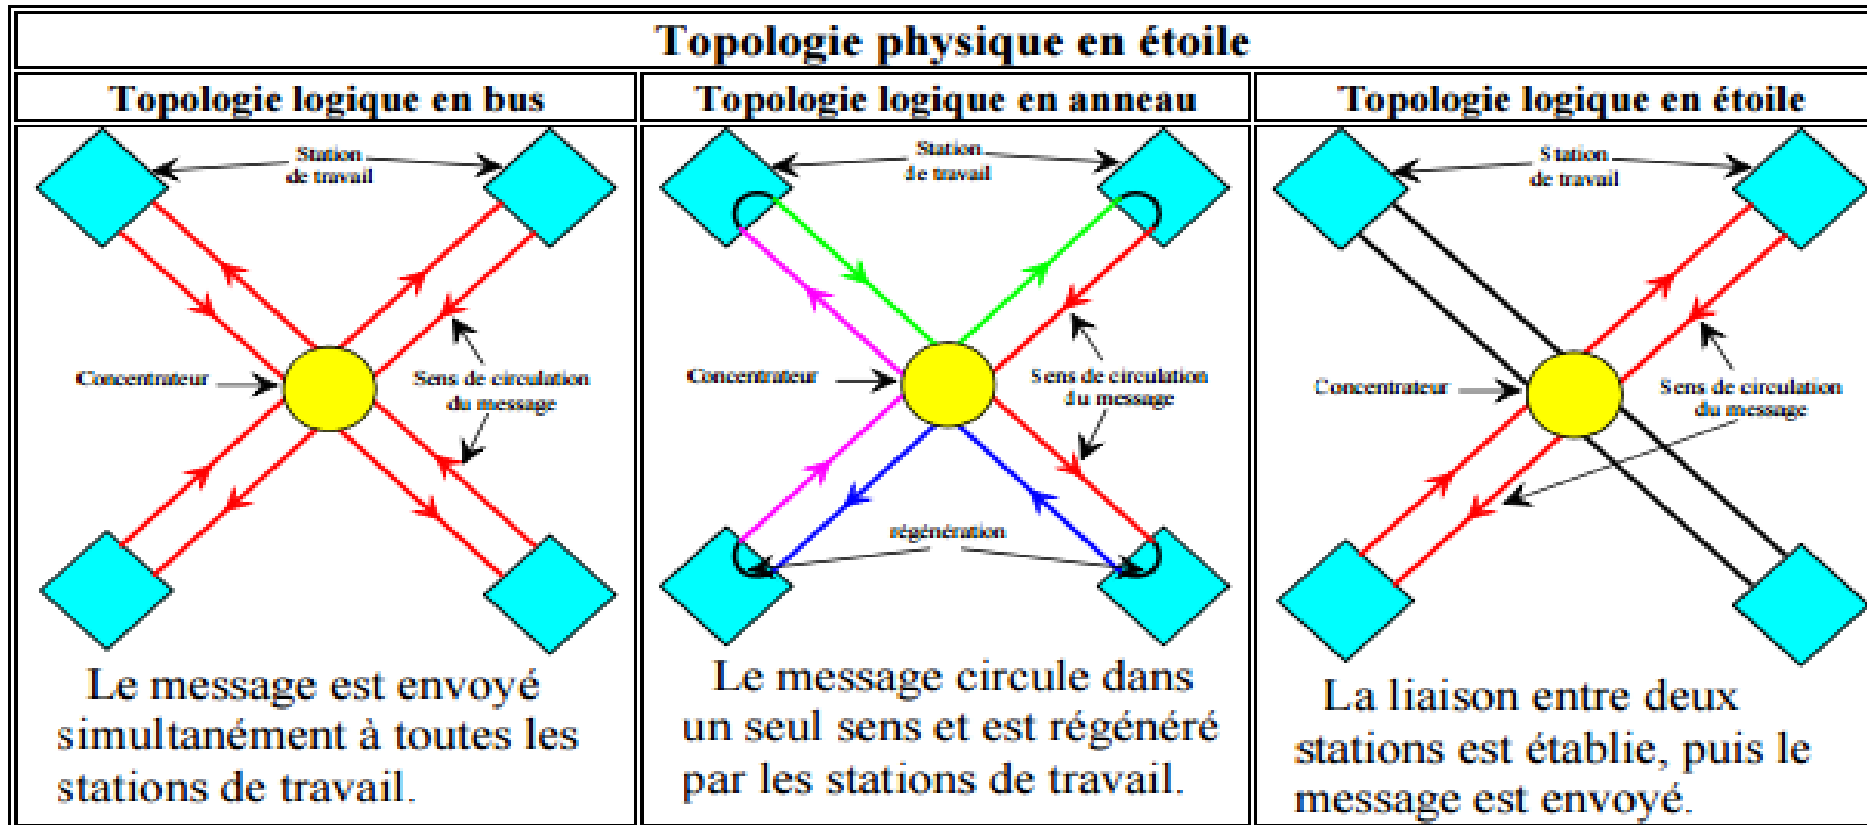 Topologie physique en étoile
Topologie logique en bus
Topologie logique en anneau
Topologie logique en étoile
Station
de travail
Concentrateur
Sens de circulation
du message
Le message est envoyé
simultanément à toutes les
stations de travail.
Station
de travail
Concentrateur
Sens de circulation
du message
régénération
Le message circule dans
un seul sens et est régénéré
par les stations de travail.
Station
de travail
Concentrateur
Sens de circulation
du message
La liaison entre deux
stations est établie, puis le
message est envoyé.